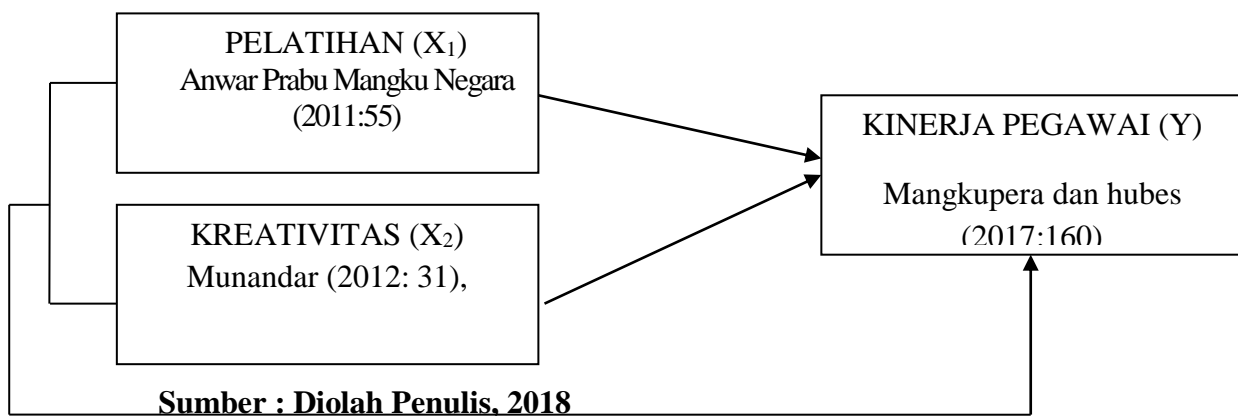 PELATIHAN (X₁)
Anwar Prabu Mangku Negara
(2011:55)
KREATIVITAS (X₂)
Munandar (2012: 31),
KINERJA PEGAWAI (Y)
Mangkupera dan hubes
(2017:160)
Sumber : Diolah Penulis, 2018